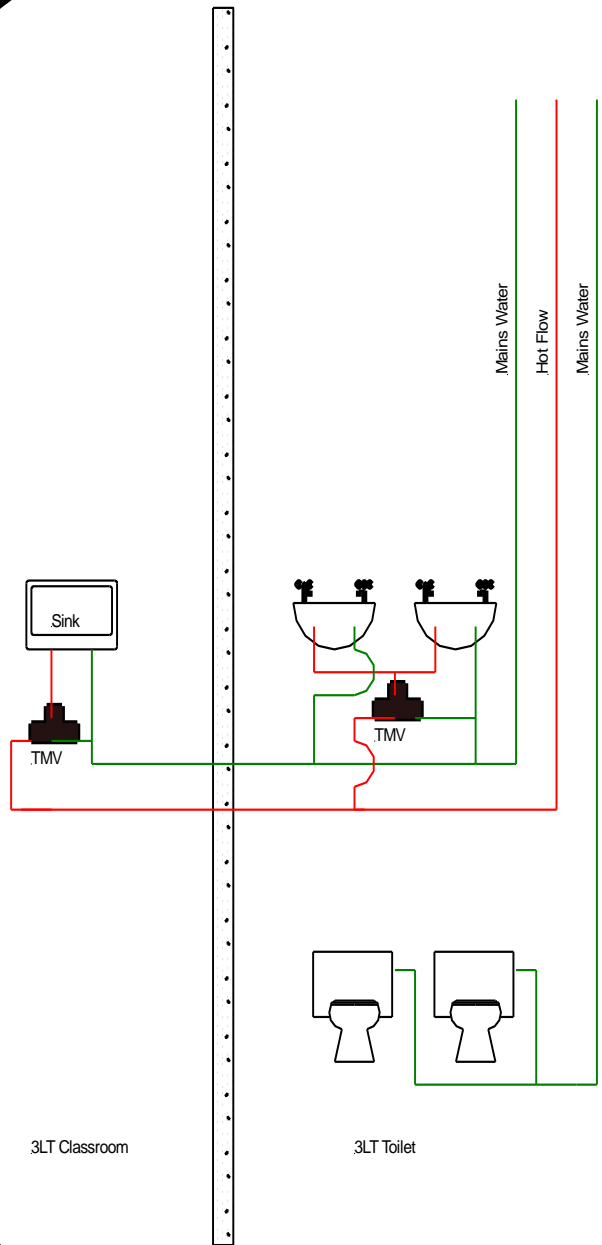 Mains Water
Hot Flow
Mains Water
Sink
TMV
TMV
3LT Classroom
3LT Toilet